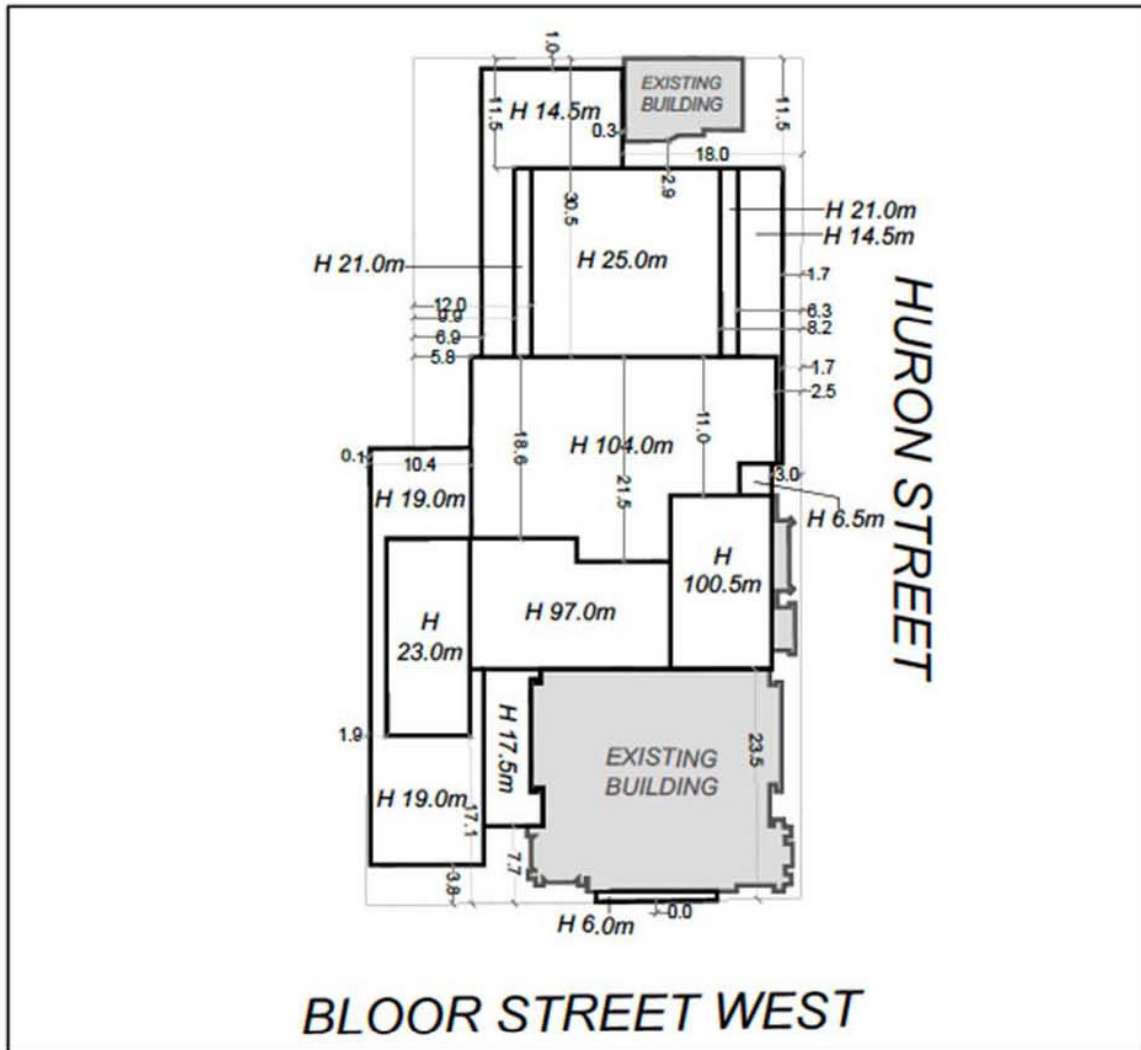 1.0
EXISTING
BUILDING
11.5
H 14.5m
11.5
0.3
18.0
2.9
30.5
H 21.0m
H 14.5m
H 21.0m
H 25.0m
1.7
12.0
9.9
6.3
6.9
8.2
5.8
1.7
2.5
HURON STREET
18.6
H 104.0m
11.0
21.5
0.1
10.4
3.0
H 19.0m
H 6.5m
H
100.5m
H
23.0m
H 97.0m
1.9
H 17.5m
EXISTING
BUILDING
23.5
H 19.0m
17.1
7.7
3.8
0.0
H 6.0m
BLOOR STREET WEST